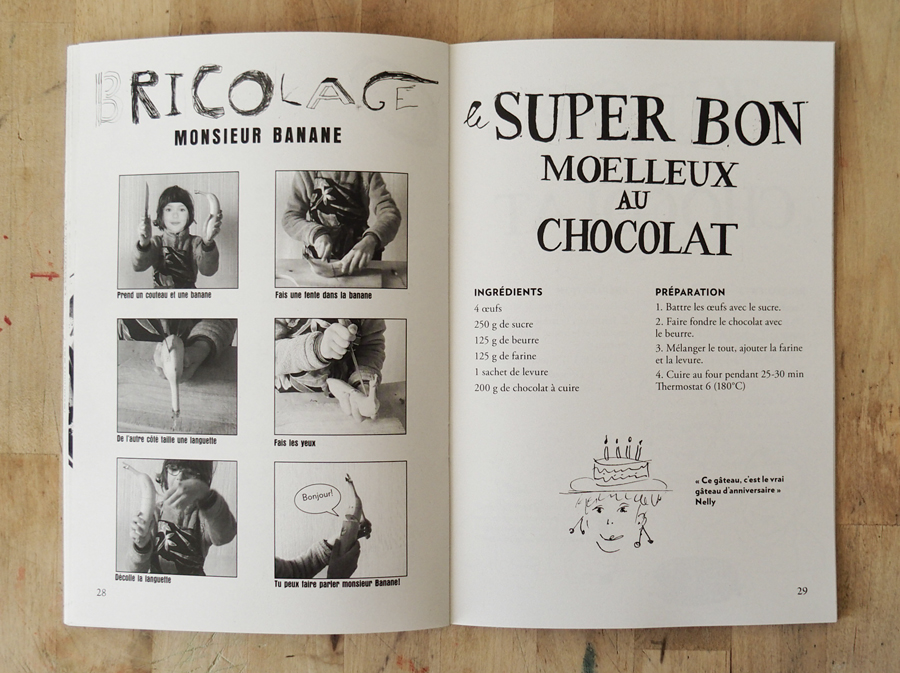 BRICOLAGE
MONSIEUR BANANE
Prend un couteau et une banane
Fais une fente dans la banane
De l'autre côté taille une languette
Fais les yeux
Décolle la languette
Bonjour!
Tu peux faire parler monsieur Banane!
28
le SUPER BON
MOELLEUX
AU
CHOCOLAT
INGRÉDIENTS
4 œufs
250 g de sucre
125 g de beurre
125 g de farine
1 sachet de levure
200 g de chocolat à cuire
PRÉPARATION
1. Battre les œufs avec le sucre.
2. Faire fondre le chocolat avec
le beurre.
3. Mélanger le tout, ajouter la farine
et la levure.
4. Cuire au four pendant 25-30 min
Thermostat 6 (180°C)
« Ce gâteau, c'est le vrai
gâteau d'anniversaire »
Nelly
29